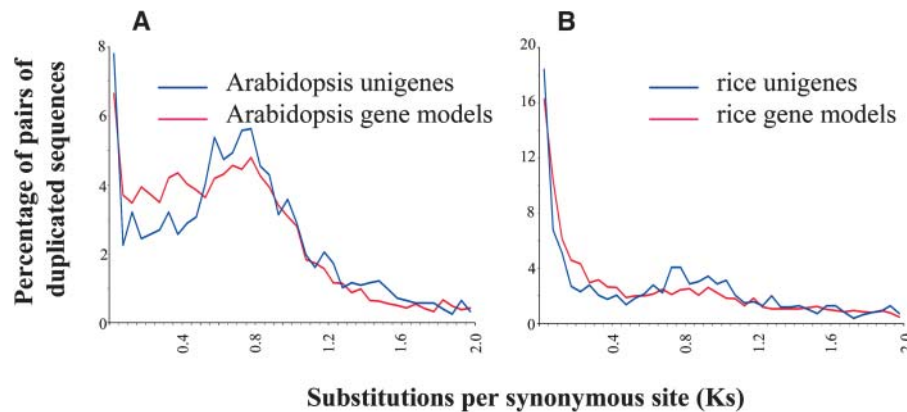 A
B
Percentage of pairs of
duplicated sequences
8
6
4
2
0
Arabidopsis unigenes
Arabidopsis gene models
0.4
0.8
1.2
1.6
2.0
20
16
12
8
4
0
rice unigenes
rice gene models
0.4
0.8
1.2
1.6
2.0
Substitutions per synonymous site (Ks)